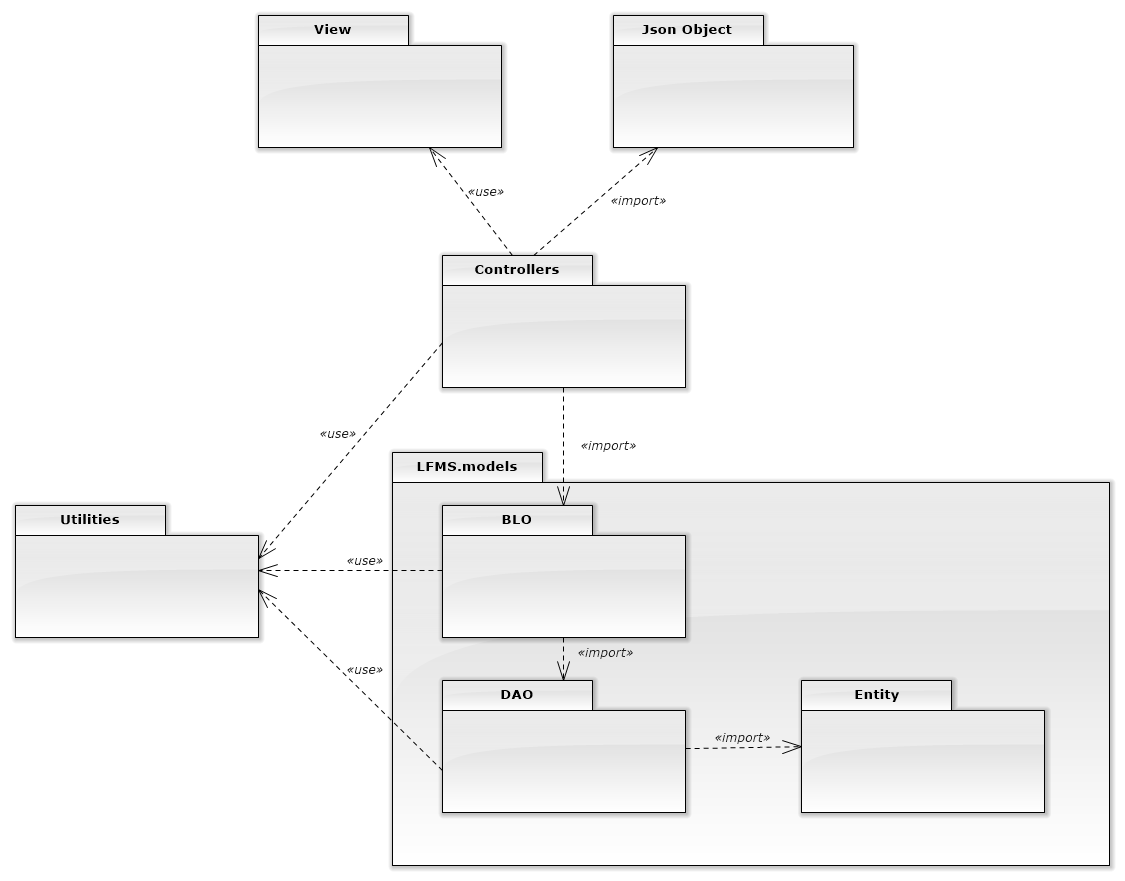 View
Json Object
«use»
«import»
Controllers
«use»
«import»
LFMS.models
Utilities
BLO
«use»
«import»
«use»
DAO
Entity
«import»